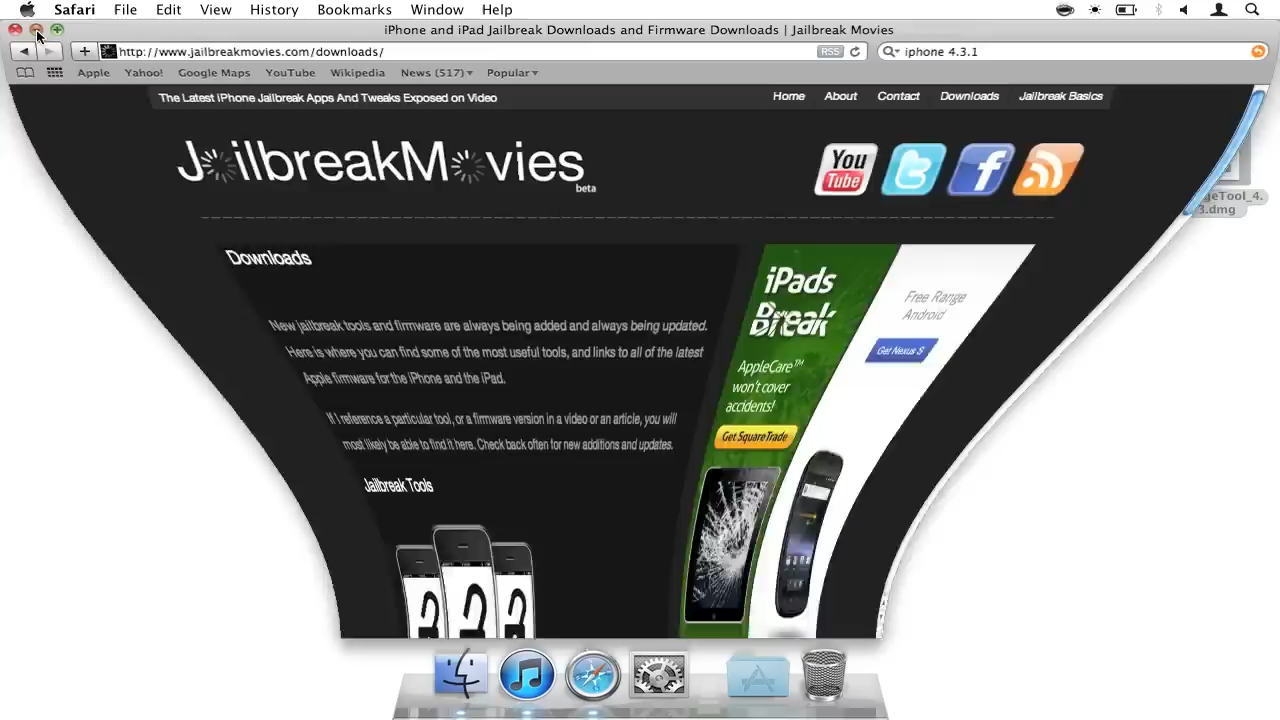 Safari File Edit View History Bookmarks Window Help
iPhone and iPad Jailbreak Downloads and Firmware Downloads | Jailbreak Movies
http://www.jailbreakmovies.com/downloads/ RSS iphone 4.3.1
Apple Yahoo! Google Maps YouTube Wikipedia News (517) Popular
The Latest iPhone Jailbreak Apps And Tweaks Exposed on Video
Home About Contact Downloads Jailbreak Basics
JailbreakMovies
beta
You
Tube
geTool_4.
3.dmg
Downloads
New jailbreak tools and firmware are always being added and always being updated.
Here is where you can find some of the most useful tools, and links to all of the latest
Apple firmware for the iPhone and the iPad.
If I reference a particular tool, or a firmware version in a video or an article, you will
most likely be able to find it here. Check back often for new additions and updates.
Jailbreak Tools
iPads
Break
AppleCare™
won't cover
accidents!
Get SquareTrade
Free Range
Android
Get Nexus S